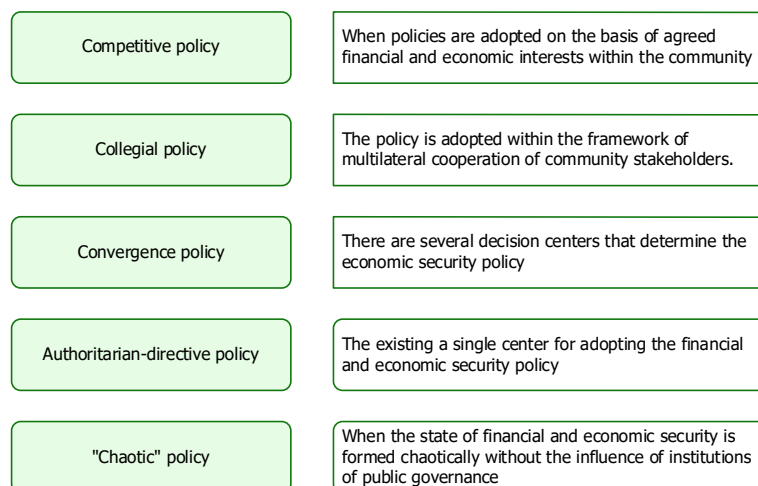 Competitive policy
When policies are adopted on the basis of agreed
financial and economic interests within the community
Collegial policy
The policy is adopted within the framework of
multilateral cooperation of community stakeholders.
Convergence policy
There are several decision centers that determine the
economic security policy
Authoritarian-directive policy
The existing a single center for adopting the financial
and economic security policy
"Chaotic" policy
When the state of financial and economic security is
formed chaotically without the influence of institutions
of public governance